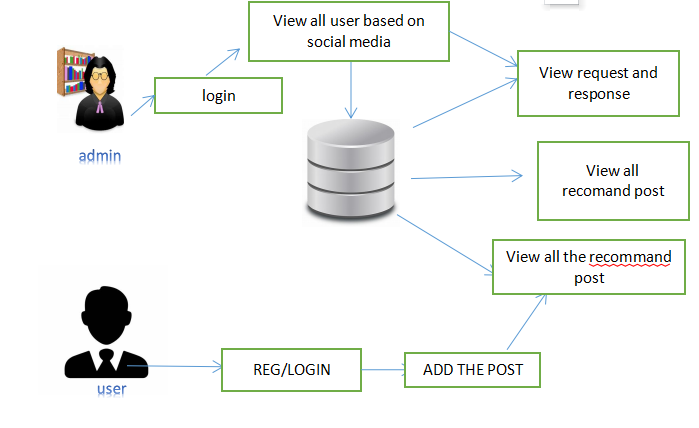 View all user based on
social media
login
admin
View request and
response
View all
recomand post
View all the recommand
post
user
REG/LOGIN
ADD THE POST